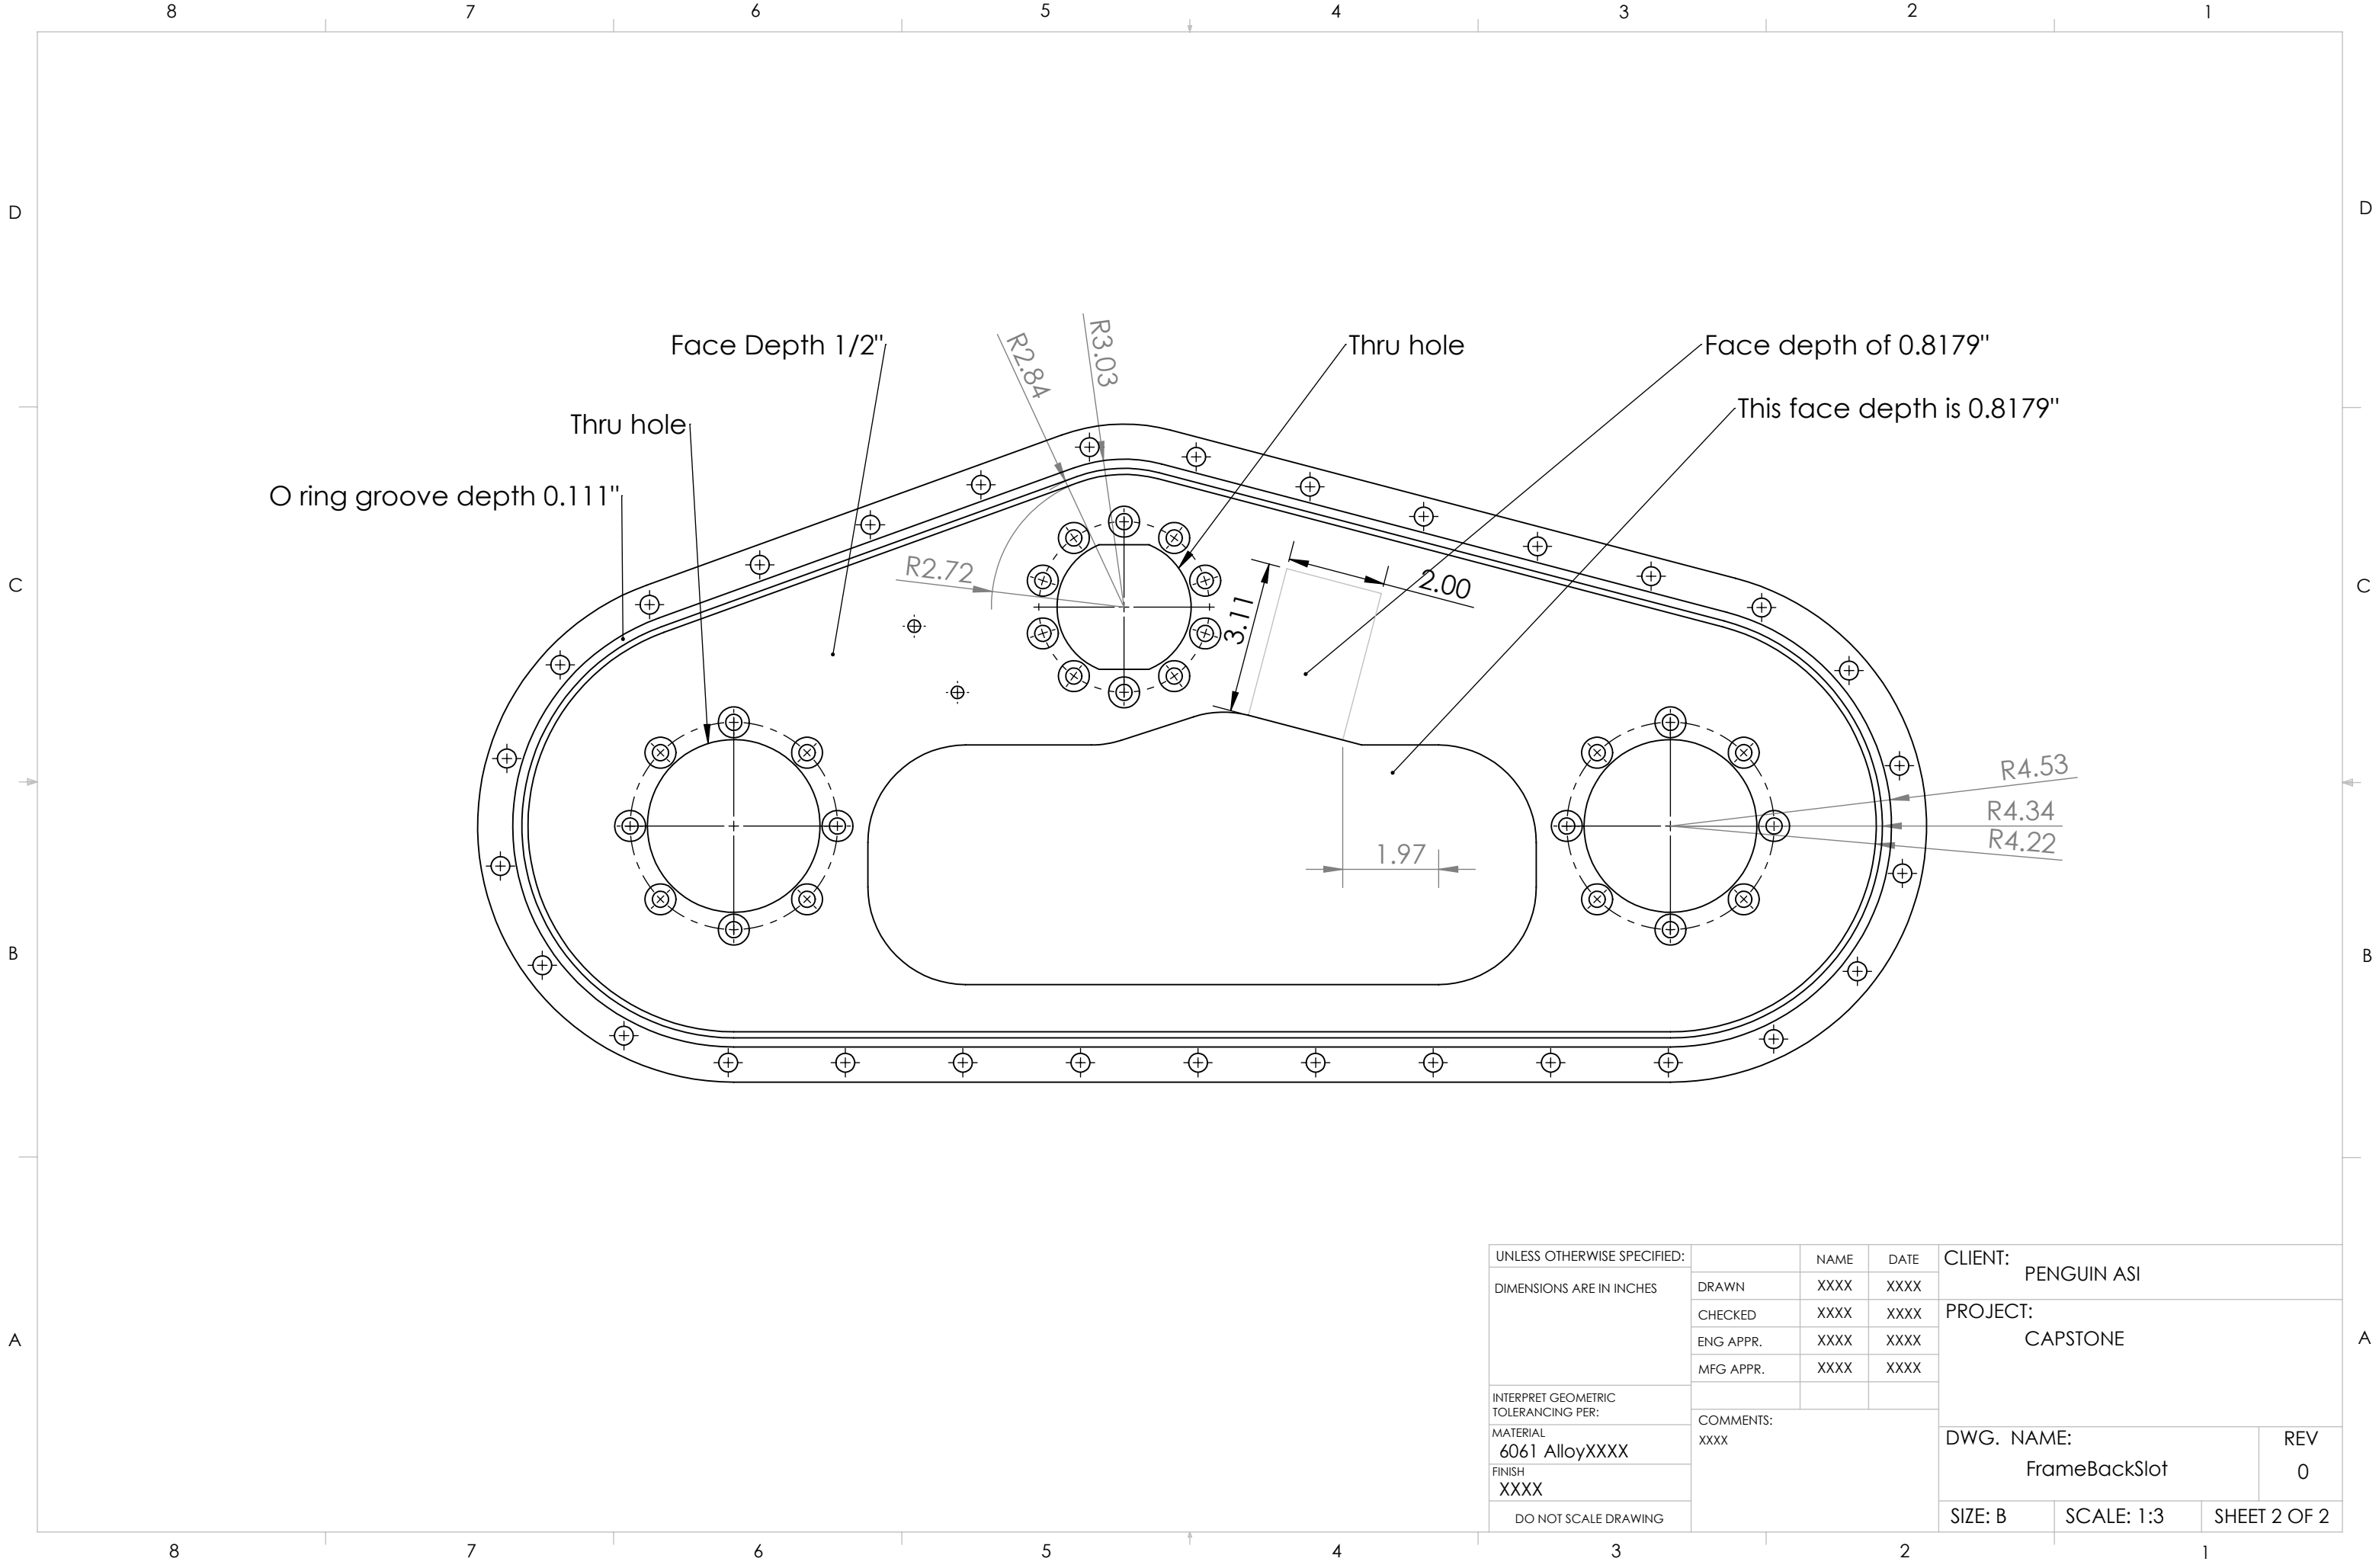 8 7 6 5 4 3 2 1
D D
R3.03
R2.84
Face Depth 1/2"
Thru hole
Face depth of 0.8179"
This face depth is 0.8179"
Thru hole
O ring groove depth 0.111"
R2.72
2.00
3.11
C C
R4.53
R4.34
R4.22
1.97
B B
UNLESS OTHERWISE SPECIFIED:
DIMENSIONS ARE IN INCHES
INTERPRET GEOMETRIC
TOLERANCING PER:
MATERIAL
6061 AlloyXXXX
FINISH
XXXX
DO NOT SCALE DRAWING
NAME DATE
DRAWN XXXX XXXX
CHECKED XXXX XXXX
ENG APPR. XXXX XXXX
MFG APPR. XXXX XXXX
COMMENTS:
XXXX
CLIENT:
PENGUIN ASI
PROJECT:
CAPSTONE
DWG. NAME:
FrameBackSlot
REV
0
SIZE: B SCALE: 1:3 SHEET 2 OF 2
A A
8 7 6 5 4 3 2 1